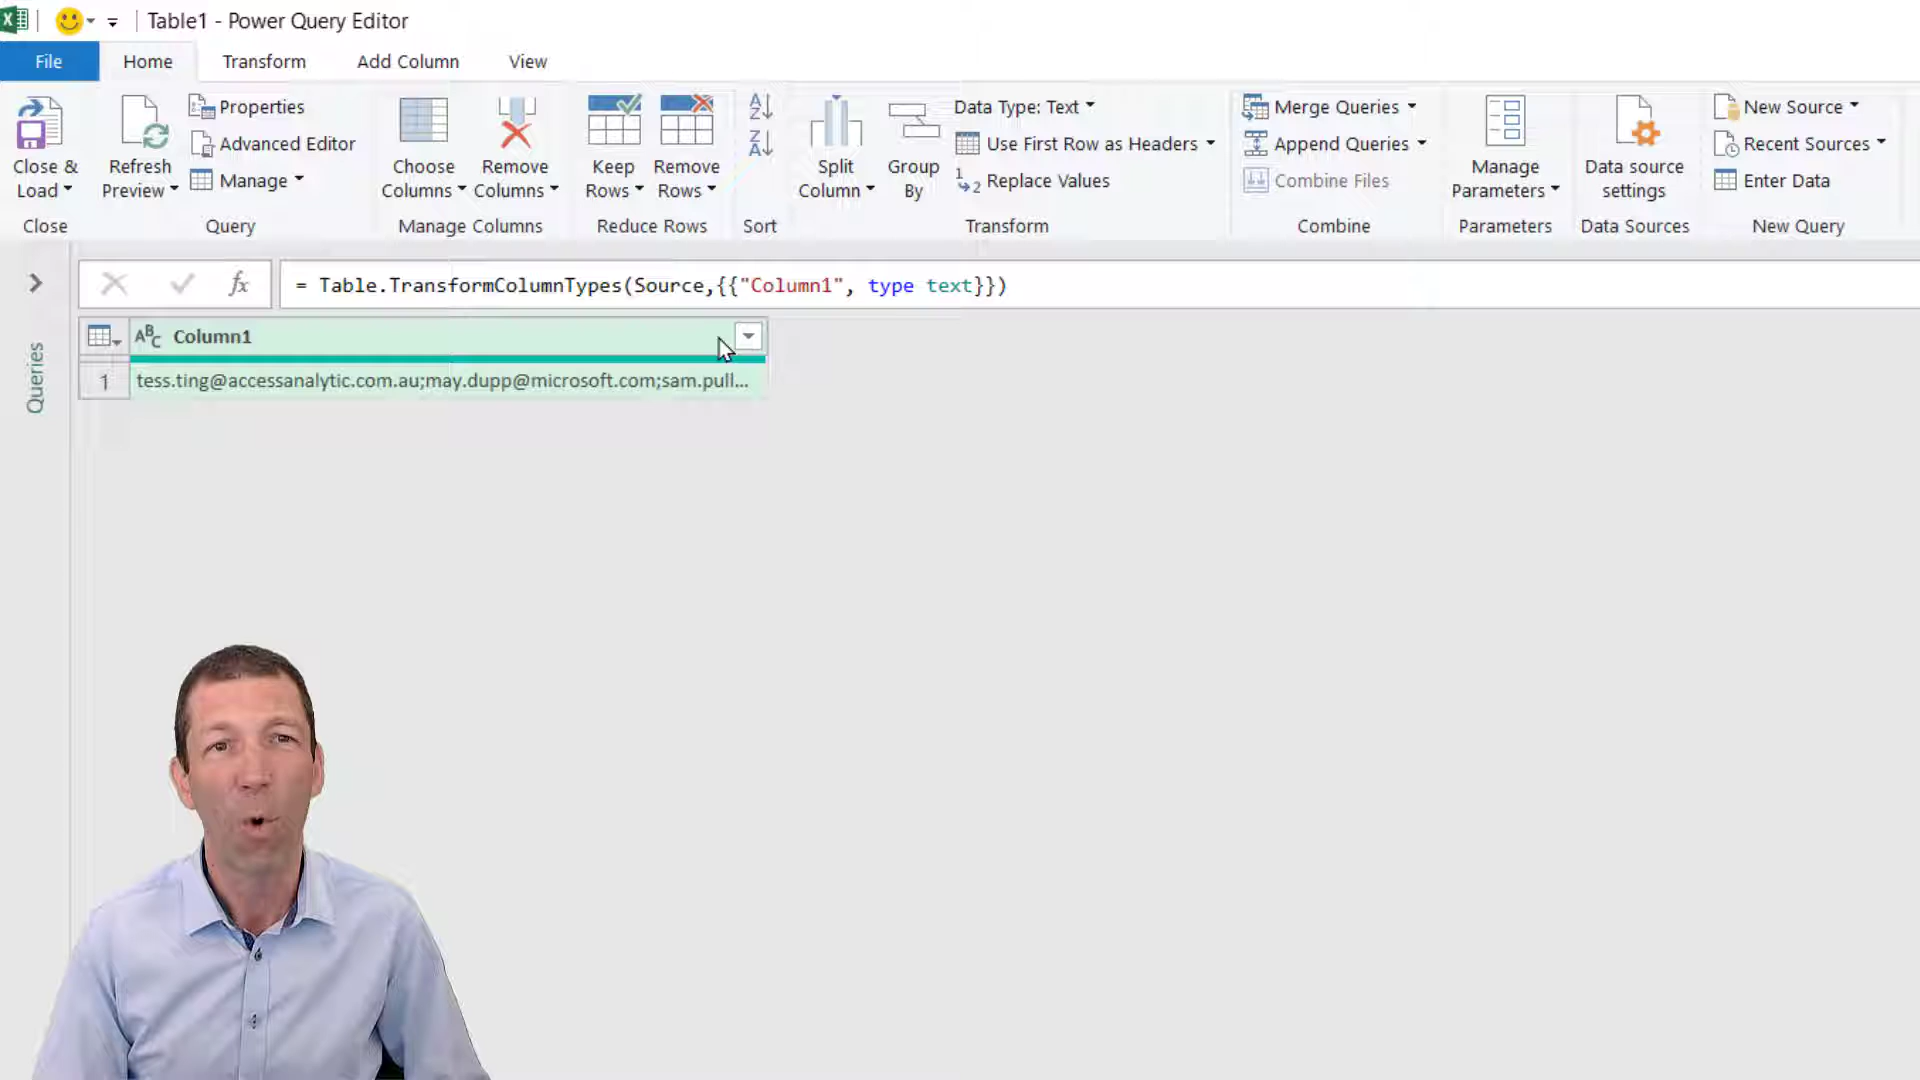 Table1 - Power Query Editor
File
Home
Transform
Add Column
View
Close & Load
Refresh Preview
Properties
Advanced Editor
Manage
Choose Columns
Remove Columns
Keep Rows
Remove Rows
A Z
Z A
Split Column
Group By
Data Type: Text
Use First Row as Headers
1 2 Replace Values
Merge Queries
Append Queries
Combine Files
Manage Parameters
Data source settings
New Source
Recent Sources
Enter Data
Close
Query
Manage Columns
Reduce Rows
Sort
Transform
Combine
Parameters
Data Sources
New Query
fx
= Table.TransformColumnTypes(Source,{{"Column1", type text}})
Queries
ABC Column1
1 tess.ting@accessanalytic.com.au;may.dupp@microsoft.com;sam.pull...